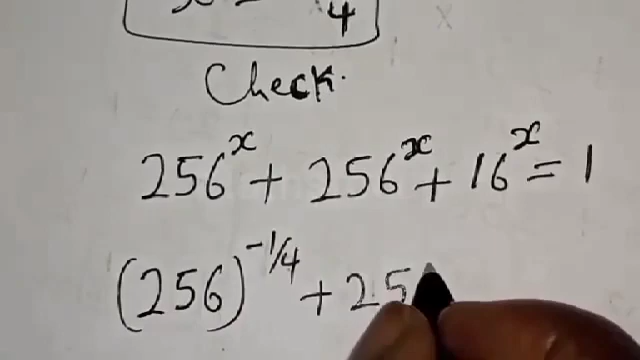 4
Check.
256^x + 256^x + 16^x = 1
(256)^{-1/4} + 25